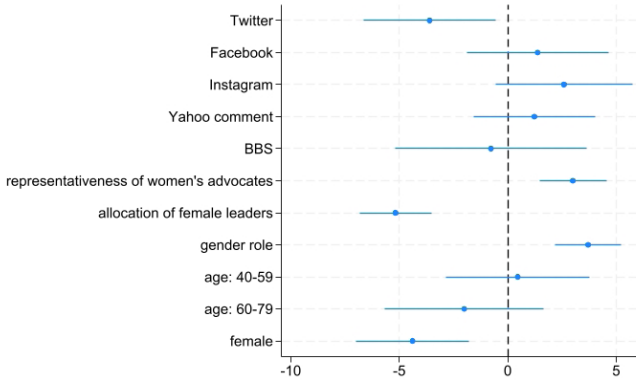 Twitter
Facebook
Instagram
Yahoo comment
BBS
representativeness of women's advocates
allocation of female leaders
gender role
age: 40-59
age: 60-79
female
-10 -5 0 5